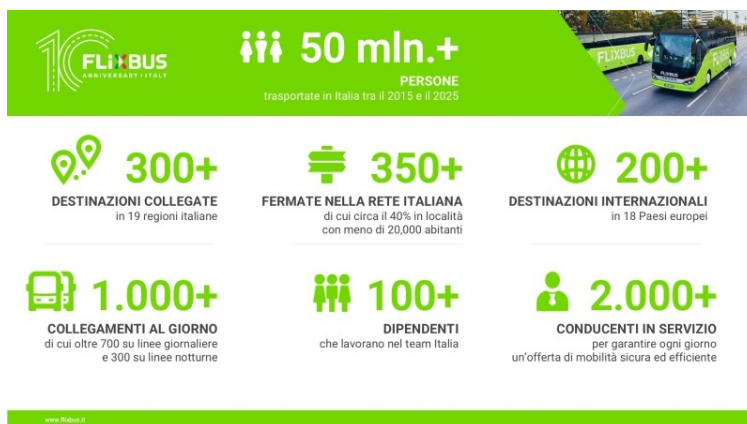 10
FLiXBUS
ANNIVERSARY I ITALY
50 mln.+
PERSONE
trasportate in Italia tra il 2015 e il 2025
FLiXBUS
FLiXBUS
300+
DESTINAZIONI COLLEGATE
in 19 regioni italiane
350+
FERMATE NELLA RETE ITALIANA
di cui circa il 40% in località
con meno di 20,000 abitanti
200+
DESTINAZIONI INTERNAZIONALI
in 18 Paesi europei
1.000+
COLLEGAMENTI AL GIORNO
di cui oltre 700 su linee giornaliere
e 300 su linee notturne
100+
DIPENDENTI
che lavorano nel team Italia
2.000+
CONDUCENTI IN SERVIZIO
per garantire ogni giorno
un'offerta di mobilità sicura ed efficiente
www.flixbus.it